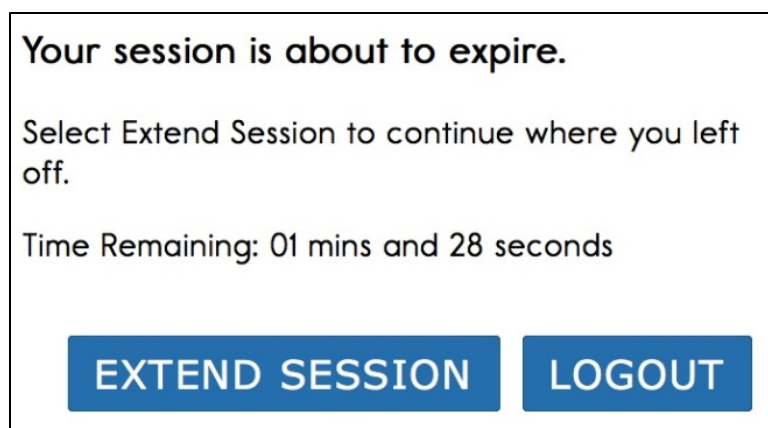 Your session is about to expire.
Select Extend Session to continue where you left
off.
Time Remaining: 01 mins and 28 seconds
EXTEND SESSION LOGOUT